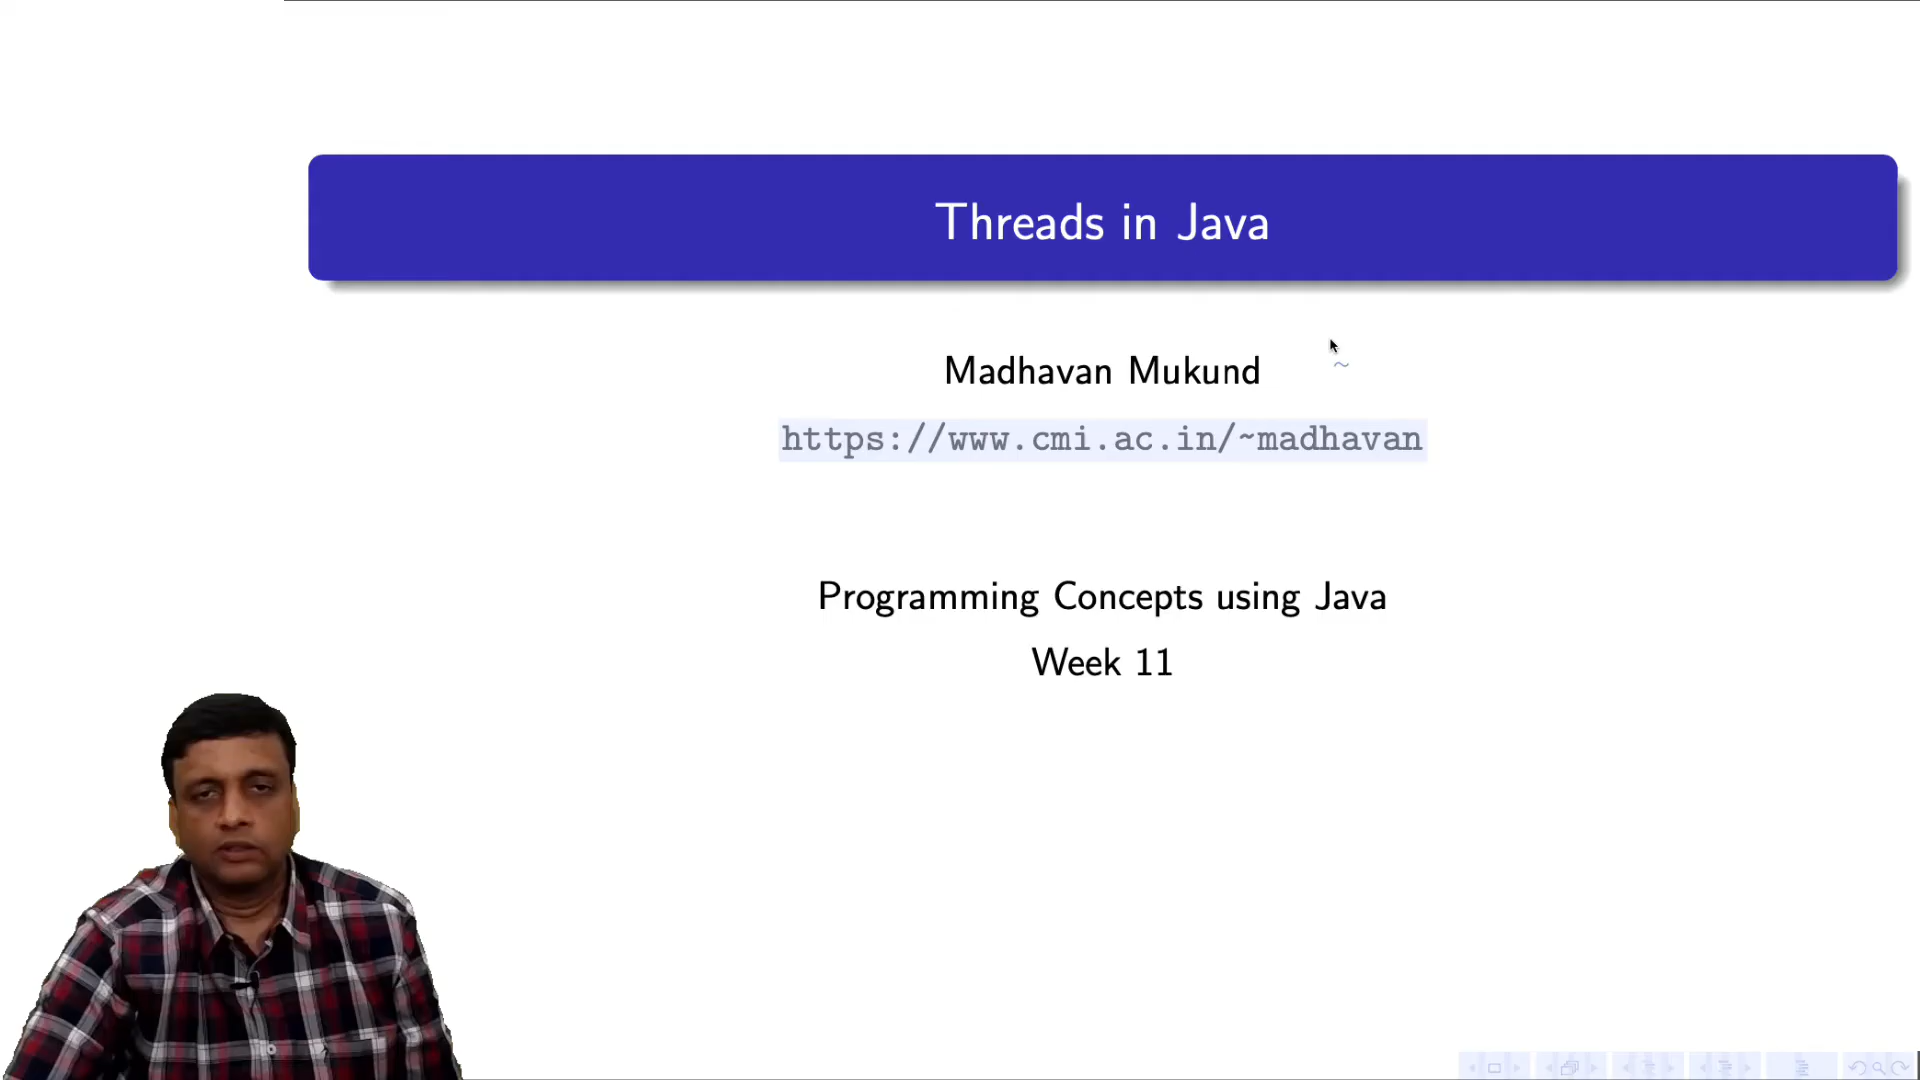 Threads in Java
Madhavan Mukund
https://www.cmi.ac.in/~madhavan
Programming Concepts using Java
Week 11